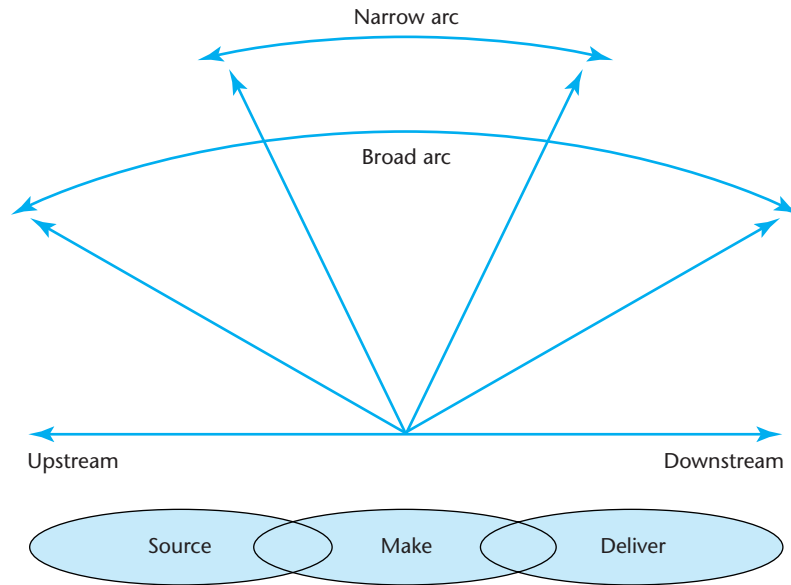 Narrow arc
Broad arc
Upstream
Downstream
Source
Make
Deliver